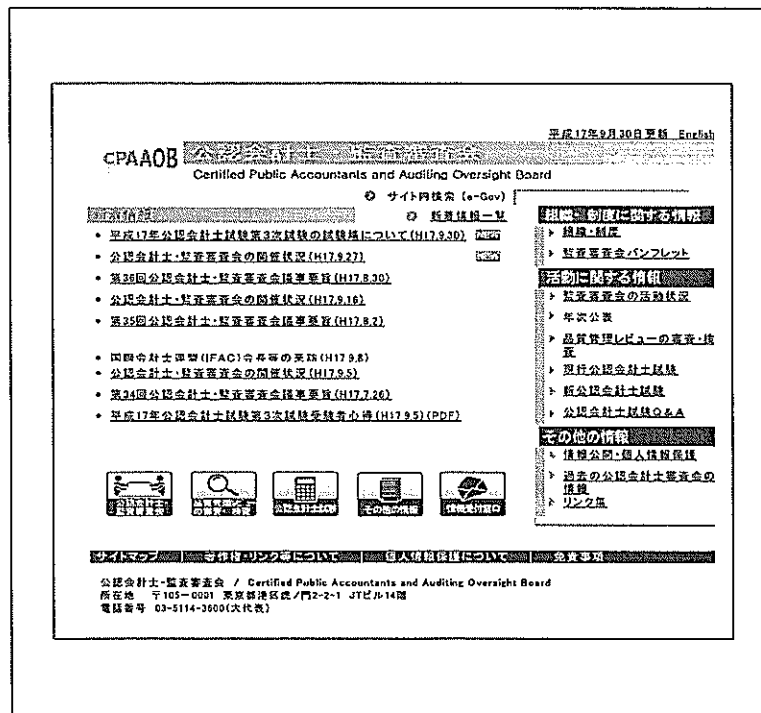 平成17年9月30日更新 English
CPAAOB 公認会計士・監査審査会
Certified Public Accountants and Auditing Oversight Board
サイト内検索 (e-Gov)
新着情報一覧
平成17年公認会計士試験第3次試験の試験場について(H17.9.30)
公認会計士・監査審査会の開催状況(H17.9.27)
第36回公認会計士・監査審査会議事要旨(H17.8.30)
公認会計士・監査審査会の開催状況(H17.9.16)
第35回公認会計士・監査審査会議事要旨(H17.8.2)
国際会計士連盟(IFAC)会長等の来訪(H17.9.8)
公認会計士・監査審査会の開催状況(H17.9.5)
第34回公認会計士・監査審査会議事要旨(H17.7.26)
平成17年公認会計士試験第3次試験受験者心得(H17.9.5)(PDF)
組織・制度に関する情報
組織・制度
監査審査会パンフレット
活動に関する情報
監査審査会の活動状況
年次公表
品質管理レビューの審査・検
査
現行公認会計士試験
新公認会計士試験
公認会計士試験Q&A
その他の情報
情報公開・個人情報保護
過去の公認会計士審査会の
情報
リンク集
公認会計士試験
その他の情報
情報受付窓口
サイトマップ 著作権・リンク等について 個人情報保護について 免責事項
公認会計士・監査審査会 / Certified Public Accountants and Auditing Oversight Board
所在地 〒105-0001 東京都港区虎ノ門2-2-1 JTビル14階
電話番号 03-5114-3600(大代表)